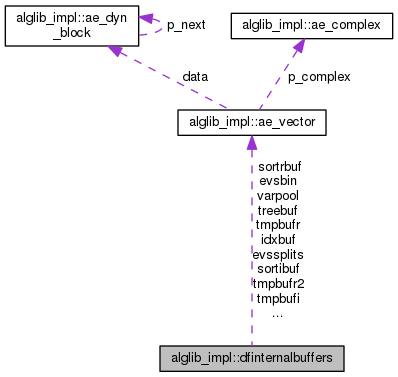 alglib_impl::ae_dyn
_block
p_next
alglib_impl::ae_complex
data
p_complex
alglib_impl::ae_vector
sortrbuf
evsbin
varpool
treebuf
tmpbufr
idxbuf
evssplits
sortibuf
tmpbufr2
tmpbufi
...
alglib_impl::dfinternalbuffers